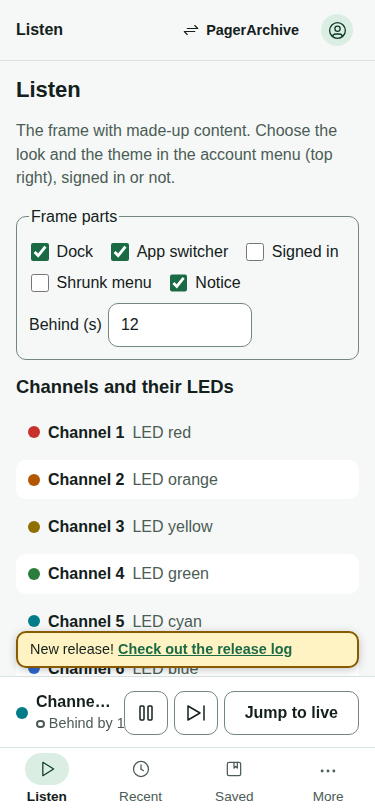 Listen
PagerArchive
Listen
The frame with made-up content. Choose the
look and the theme in the account menu (top
right), signed in or not.
Frame parts
Dock App switcher Signed in
Shrunk menu Notice
Behind (s) 12
Channels and their LEDs
Channel 1 LED red
Channel 2 LED orange
Channel 3 LED yellow
Channel 4 LED green
Channel 5 LED cyan
New release! Check out the release log
Channel 6 LED blue
Channe…
Behind by 1
Jump to live
Listen Recent Saved More